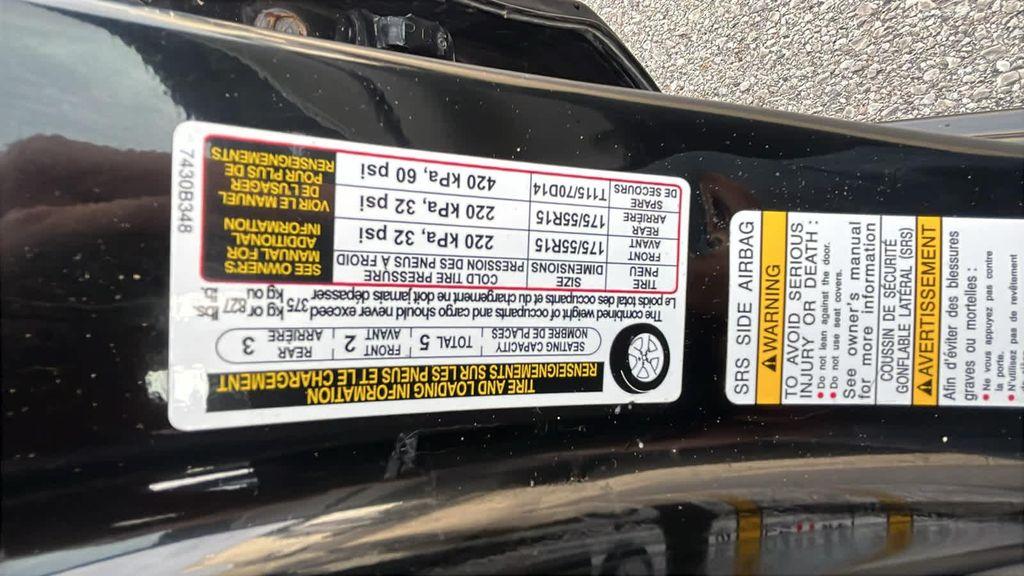 TIRE AND LOADING INFORMATION
RENSEIGNEMENTS SUR LES PNEUS ET LE CHARGEMENT
SEATING CAPACITY
NOMBRE DE PLACES
TOTAL 5
FRONT
AVANT 2
REAR
ARRIÈRE 3
The combined weight of occupants and cargo should never exceed
Le poids total des occupants et du chargement ne doit jamais dépasser
375 kg or
kg ou 827 lbs.
TIRE SIZE COLD TIRE PRESSURE
PNEU DIMENSIONS PRESSION DES PNEUS À FROID
FRONT
AVANT 175/55R15 220 kPa, 32 psi
REAR
ARRIÈRE 175/55R15 220 kPa, 32 psi
SPARE
DE SECOURS T115/70D14 420 kPa, 60 psi
SEE OWNER'S
MANUAL FOR
ADDITIONAL
INFORMATION
VOIR LE MANUEL
DE L'USAGER
POUR PLUS DE
RENSEIGNEMENTS
74308348
SRS SIDE AIRBAG
WARNING
TO AVOID SERIOUS
INJURY OR DEATH :
• Do not lean against the door.
• Do not use seat covers.
See owner's manual
for more information
COUSSIN DE SÉCURITÉ
GONFLABLE LATÉRAL (SRS)
AVERTISSEMENT
Afin d'éviter des blessures
graves ou mortelles :
• Ne vous appuyez pas contre
la porte.
• N'utilisez pas de revêtement